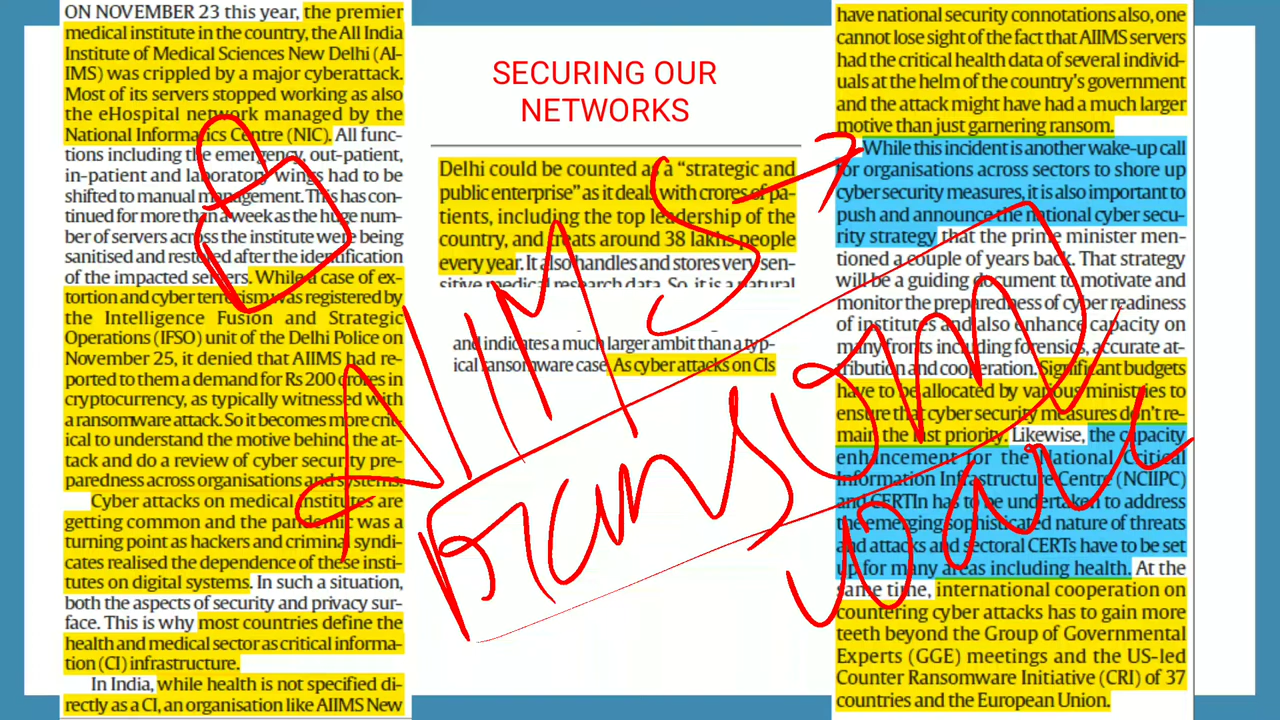 ON NOVEMBER 23 this year, the premier
medical institute in the country, the All India
Institute of Medical Sciences New Delhi (AI-
IMS) was crippled by a major cyberattack.
Most of its servers stopped working as also
the eHospital network managed by the
National Informatics Centre (NIC). All func-
tions including the emergency, out-patient,
in-patient and laboratory wings had to be
shifted to manual management. This has con-
tinued for more than a week as the huge num-
ber of servers across the institute were being
sanitised and restored after the identification
of the impacted servers. While a case of ex-
tortion and cyber terrorism was registered by
the Intelligence Fusion and Strategic
Operations (IFSO) unit of the Delhi Police on
November 25, it denied that AIIMS had re-
ported to them a demand for Rs 200 crores in
cryptocurrency, as typically witnessed with
a ransomware attack. So it becomes more crit-
ical to understand the motive behind the at-
tack and do a review of cyber security pre-
paredness across organisations and systems.
Cyber attacks on medical institutes are
getting common and the pandemic was a
turning point as hackers and criminal syndi-
cates realised the dependence of these insti-
tutes on digital systems. In such a situation,
both the aspects of security and privacy sur-
face. This is why most countries define the
health and medical sector as critical informa-
tion (CI) infrastructure.
In India, while health is not specified di-
rectly as a CI, an organisation like AIIMS New
SECURING OUR
NETWORKS
Delhi could be counted as a "strategic and
public enterprise" as it deals with crores of pa-
tients, including the top leadership of the
country, and treats around 38 lakhs people
every year. It also handles and stores very sen-
sitive medical research data. So, it is a natural
and indicates a much larger ambit than a typ-
ical ransomware case. As cyber attacks on CIs
AIIMS
have national security connotations also, one
cannot lose sight of the fact that AIIMS servers
had the critical health data of several individ-
uals at the helm of the country's government
and the attack might have had a much larger
motive than just garnering ransom.
While this incident is another wake-up call
for organisations across sectors to shore up
cyber security measures, it is also important to
push and announce the national cyber secu-
rity strategy that the prime minister men-
tioned a couple of years back. That strategy
will be a guiding document to motivate and
monitor the preparedness of cyber readiness
of institutes and also enhance capacity on
many fronts including forensics, accurate at-
tribution and cooperation. Significant budgets
have to be allocated by various ministries to
ensure that cyber security measures don't re-
main the last priority. Likewise, the capacity
enhancement for the National Critical
Information Infrastructure Centre (NCIIPC)
and CERTIn has to be undertaken to address
the emerging sophisticated nature of threats
and attacks and sectoral CERTs have to be set
up for many areas including health. At the
same time, international cooperation on
countering cyber attacks has to gain more
teeth beyond the Group of Governmental
Experts (GGE) meetings and the US-led
Counter Ransomware Initiative (CRI) of 37
countries and the European Union.